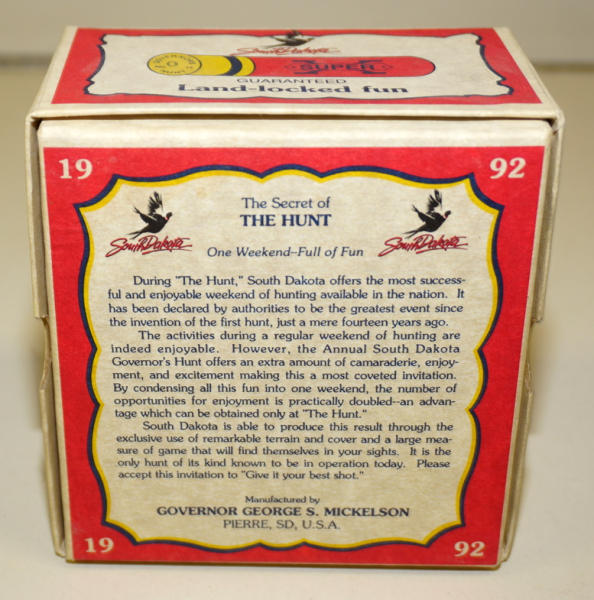 South Dakota
SUPER X
GUARANTEED
Land-locked fun
19 92
The Secret of
THE HUNT
South Dakota South Dakota
One Weekend--Full of Fun
During "The Hunt," South Dakota offers the most success-
ful and enjoyable weekend of hunting available in the nation. It
has been declared by authorities to be the greatest event since
the invention of the first hunt, just a mere fourteen years ago.
The activities during a regular weekend of hunting are
indeed enjoyable. However, the Annual South Dakota
Governor's Hunt offers an extra amount of camaraderie, enjoy-
ment, and excitement making this a most coveted invitation.
By condensing all this fun into one weekend, the number of
opportunities for enjoyment is practically doubled--an advan-
tage which can be obtained only at "The Hunt."
South Dakota is able to produce this result through the
exclusive use of remarkable terrain and cover and a large mea-
sure of game that will find themselves in your sights. It is the
only hunt of its kind known to be in operation today. Please
accept this invitation to "Give it your best shot."
Manufactured by
GOVERNOR GEORGE S. MICKELSON
PIERRE, SD, U.S.A.
19 92